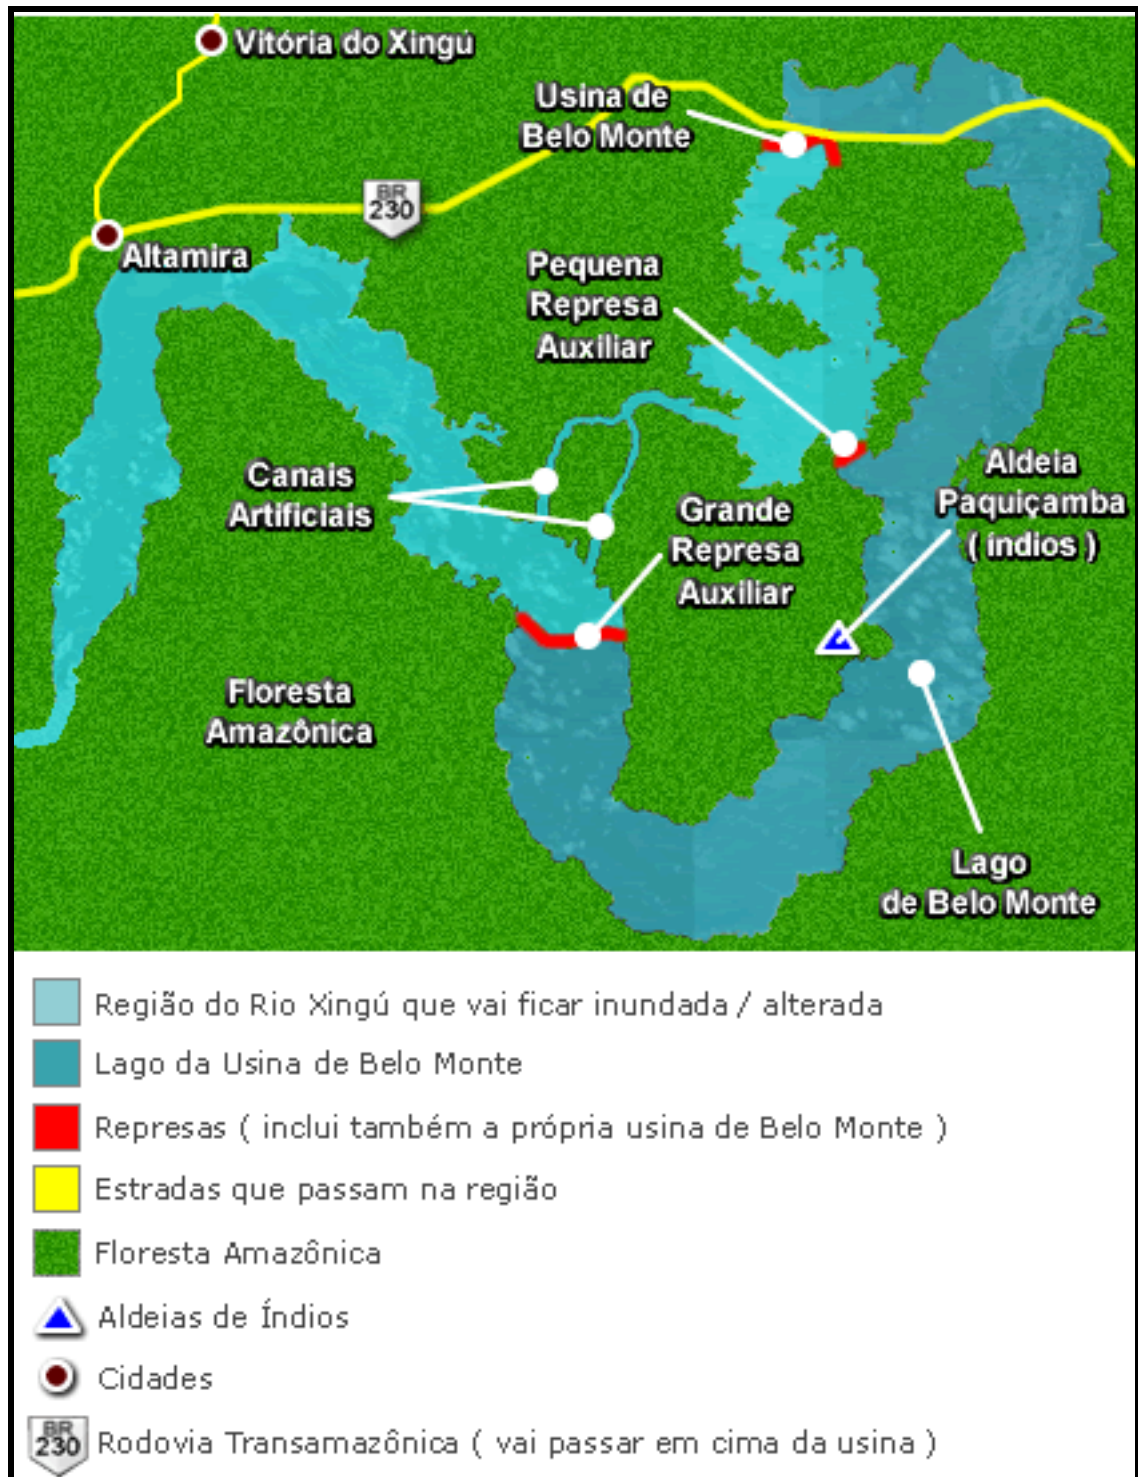 Vitória do Xingú
Usina de
Belo Monte
BR
230
Altamira
Pequena
Represa
Auxiliar
Aldeia
Paquiçamba
( índios )
Canais
Artificiais
Grande
Represa
Auxiliar
Floresta
Amazônica
Lago
de Belo Monte
Região do Rio Xingú que vai ficar inundada / alterada
Lago da Usina de Belo Monte
Represas ( inclui também a própria usina de Belo Monte )
Estradas que passam na região
Floresta Amazônica
Aldeias de Índios
Cidades
BR
230
Rodovia Transamazônica ( vai passar em cima da usina )